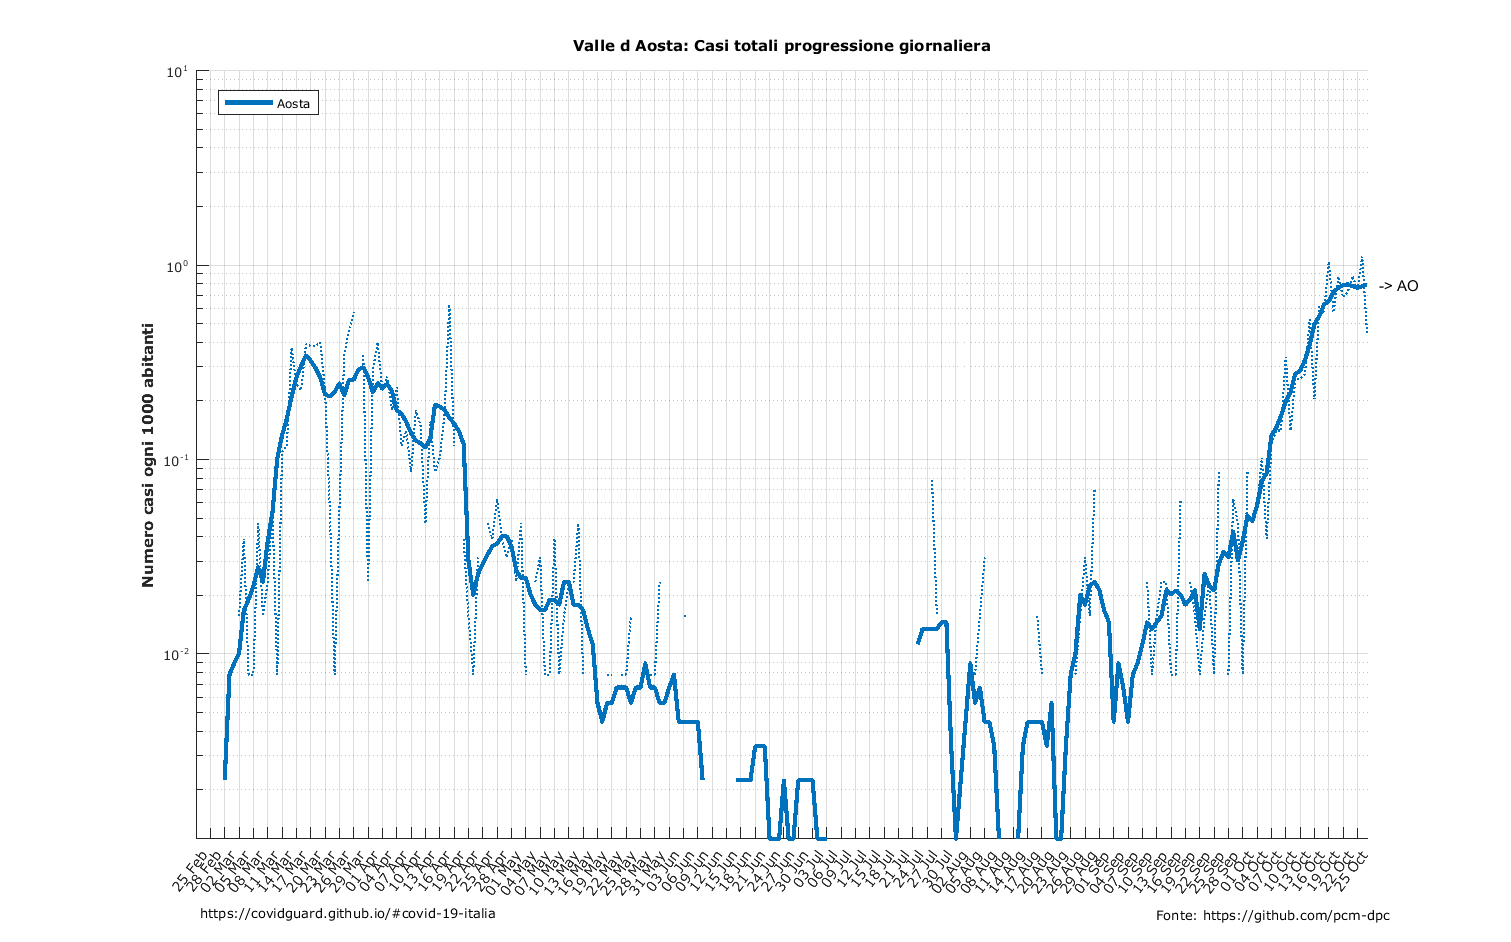 Valle d Aosta: Casi totali progressione giornaliera
10¹
Aosta
10⁰
-> AO
10⁻¹
10⁻²
Numero casi ogni 1000 abitanti
25 Feb
28 Feb
02 Mar
05 Mar
08 Mar
11 Mar
14 Mar
17 Mar
20 Mar
23 Mar
26 Mar
29 Mar
01 Apr
04 Apr
07 Apr
10 Apr
13 Apr
16 Apr
19 Apr
22 Apr
25 Apr
28 Apr
01 May
04 May
07 May
10 May
13 May
16 May
19 May
22 May
25 May
28 May
31 May
03 Jun
06 Jun
09 Jun
12 Jun
15 Jun
18 Jun
21 Jun
24 Jun
27 Jun
30 Jun
03 Jul
06 Jul
09 Jul
12 Jul
15 Jul
18 Jul
21 Jul
24 Jul
27 Jul
30 Jul
02 Aug
05 Aug
08 Aug
11 Aug
14 Aug
17 Aug
20 Aug
23 Aug
26 Aug
29 Aug
01 Sep
04 Sep
07 Sep
10 Sep
13 Sep
16 Sep
19 Sep
22 Sep
25 Sep
28 Sep
01 Oct
04 Oct
07 Oct
10 Oct
13 Oct
16 Oct
19 Oct
22 Oct
25 Oct
https://covidguard.github.io/#covid-19-italia
Fonte: https://github.com/pcm-dpc